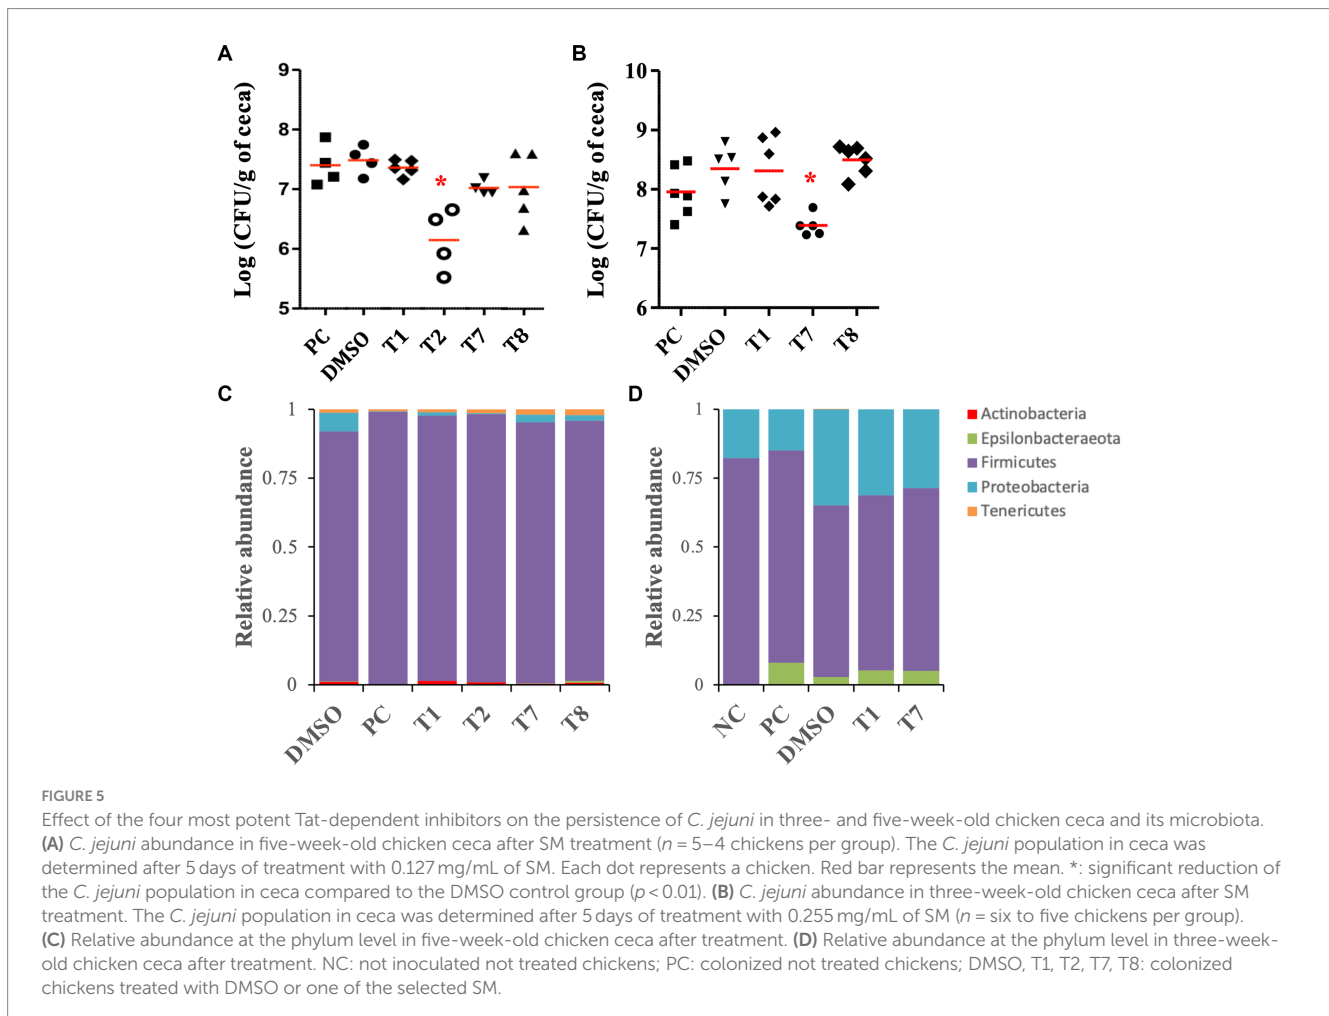 A
Log (CFU/g of ceca)
9
8
7
6
5
*
PC
DMSO
T1
T2
T7
T8
B
Log (CFU/g of ceca)
10
9
8
7
6
*
PC
DMSO
T1
T7
T8
C
Relative abundance
1
0.75
0.5
0.25
0
DMSO
PC
T1
T2
T7
T8
D
Relative abundance
1
0.75
0.5
0.25
0
NC
PC
DMSO
T1
T7
Actinobacteria
Epsilonbacteraeota
Firmicutes
Proteobacteria
Tenericutes
FIGURE 5
Effect of the four most potent Tat-dependent inhibitors on the persistence of C. jejuni in three- and five-week-old chicken ceca and its microbiota.
(A) C. jejuni abundance in five-week-old chicken ceca after SM treatment (n = 5–4 chickens per group). The C. jejuni population in ceca was
determined after 5 days of treatment with 0.127 mg/mL of SM. Each dot represents a chicken. Red bar represents the mean. *: significant reduction of
the C. jejuni population in ceca compared to the DMSO control group (p < 0.01). (B) C. jejuni abundance in three-week-old chicken ceca after SM
treatment. The C. jejuni population in ceca was determined after 5 days of treatment with 0.255 mg/mL of SM (n = six to five chickens per group).
(C) Relative abundance at the phylum level in five-week-old chicken ceca after treatment. (D) Relative abundance at the phylum level in three-week-
old chicken ceca after treatment. NC: not inoculated not treated chickens; PC: colonized not treated chickens; DMSO, T1, T2, T7, T8: colonized
chickens treated with DMSO or one of the selected SM.